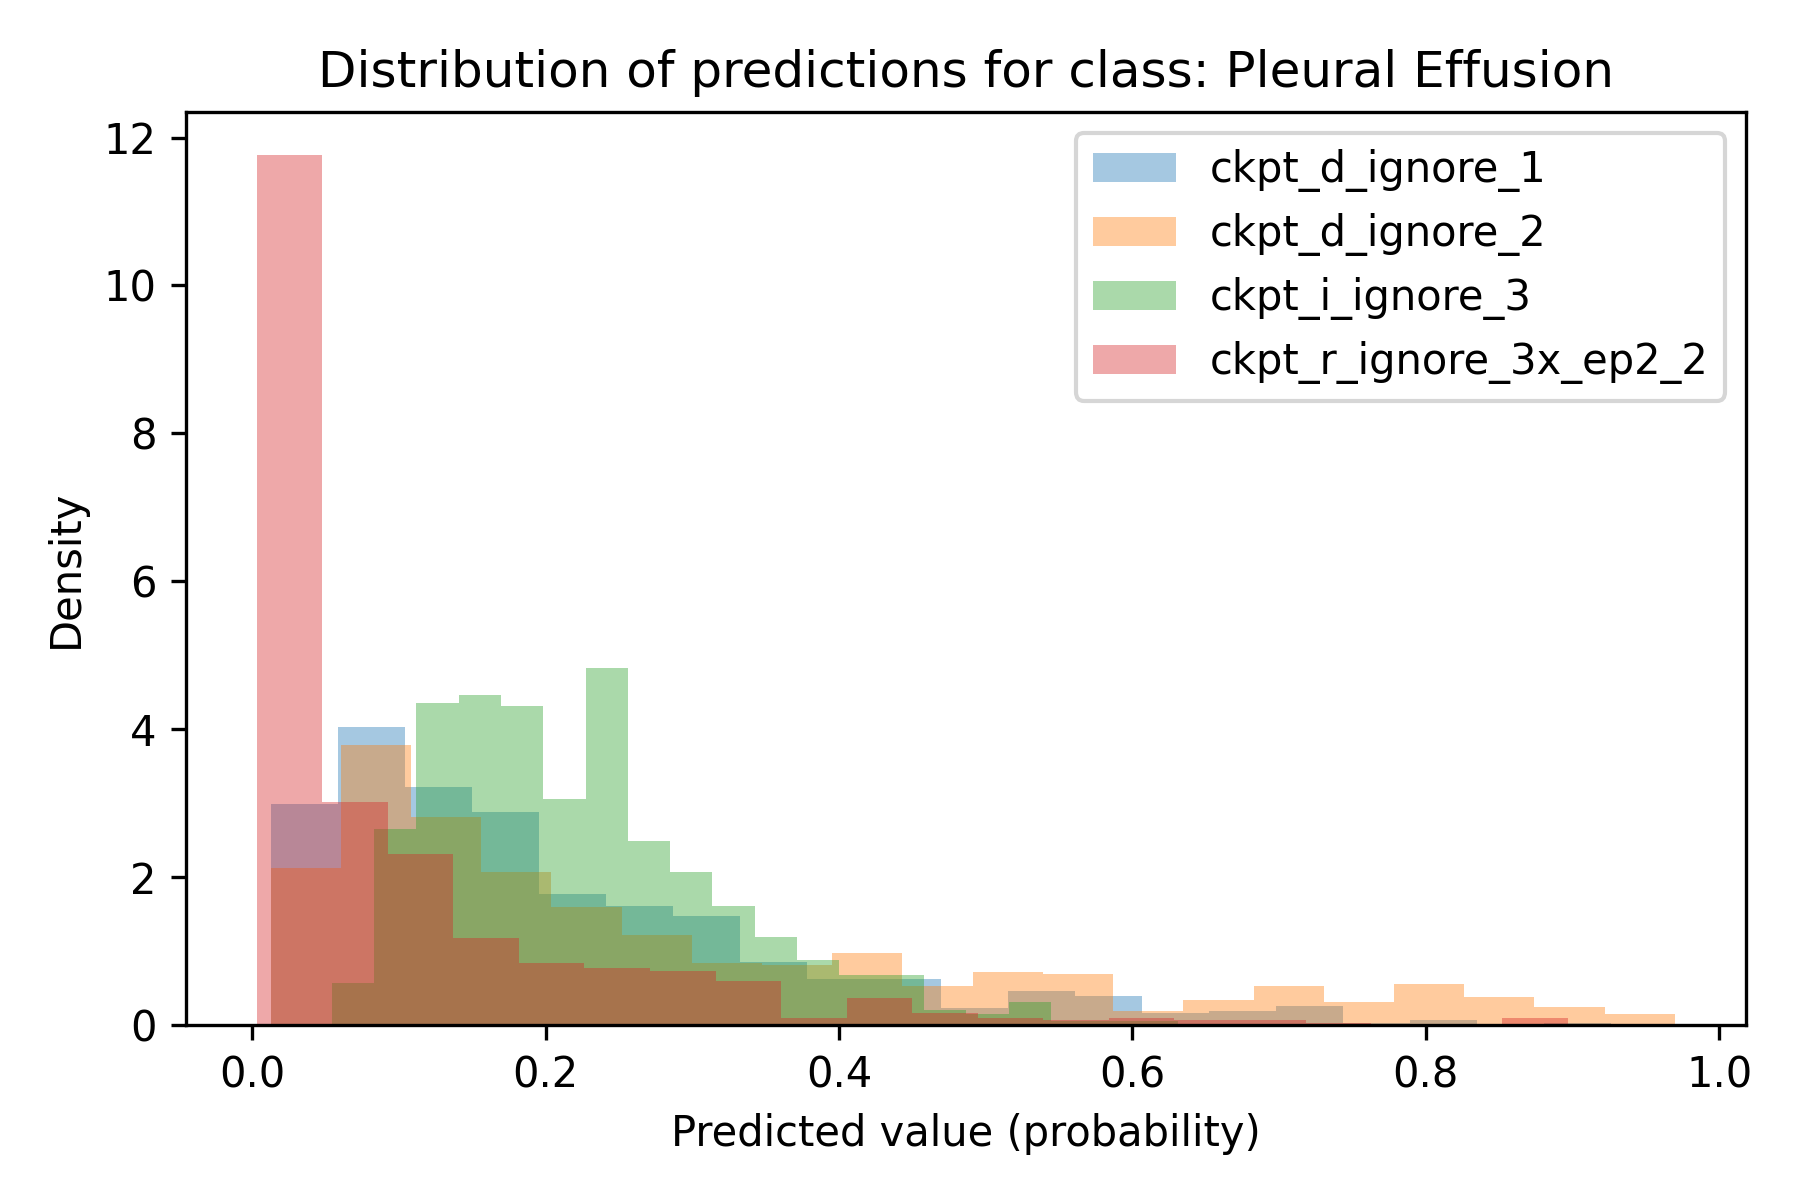 Distribution of predictions for class: Pleural Effusion
12
10
8
6
4
2
0
Density
ckpt_d_ignore_1
ckpt_d_ignore_2
ckpt_i_ignore_3
ckpt_r_ignore_3x_ep2_2
0.0 0.2 0.4 0.6 0.8 1.0
Predicted value (probability)